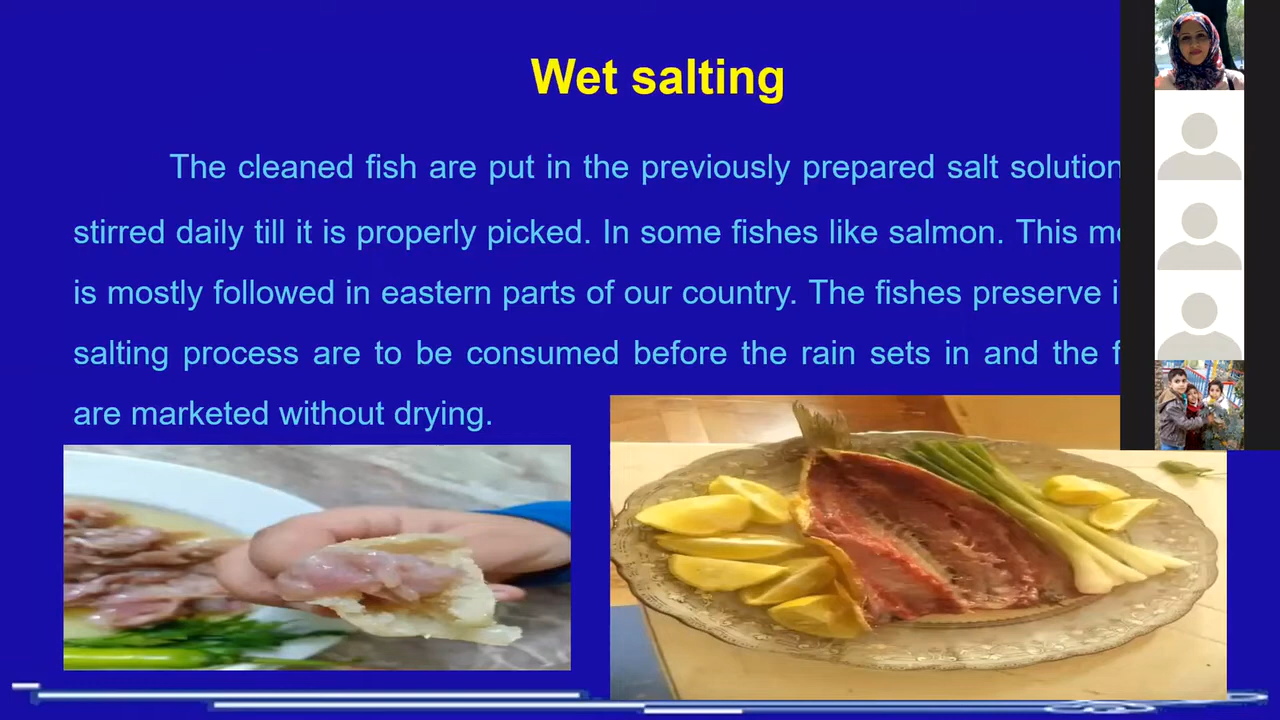 Wet salting
The cleaned fish are put in the previously prepared salt solution
stirred daily till it is properly picked. In some fishes like salmon. This
is mostly followed in eastern parts of our country. The fishes preserve
salting process are to be consumed before the rain sets in and the
are marketed without drying.